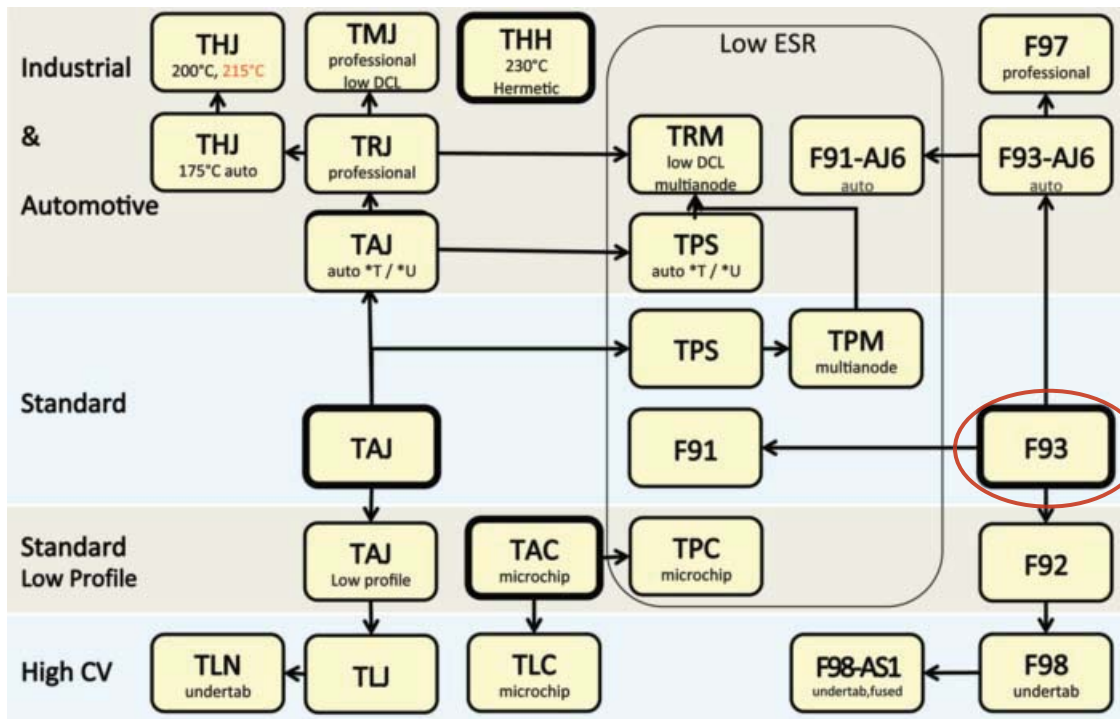 Industrial
&
Automotive
THJ
200°C, 215°C
TMJ
professional
low DCL
THH
230°C
Hermetic
Low ESR
F97
professional
THJ
175°C auto
TRJ
professional
TRM
low DCL
multianode
F91-AJ6
auto
F93-AJ6
auto
TAJ
auto *T / *U
TPS
auto *T / *U
Standard
TPS
TPM
multianode
TAJ
F91
F93
Standard
Low Profile
TAJ
Low profile
TAC
microchip
TPC
microchip
F92
High CV
TLN
undertab
TLJ
TLC
microchip
F98-AS1
undertab,fused
F98
undertab